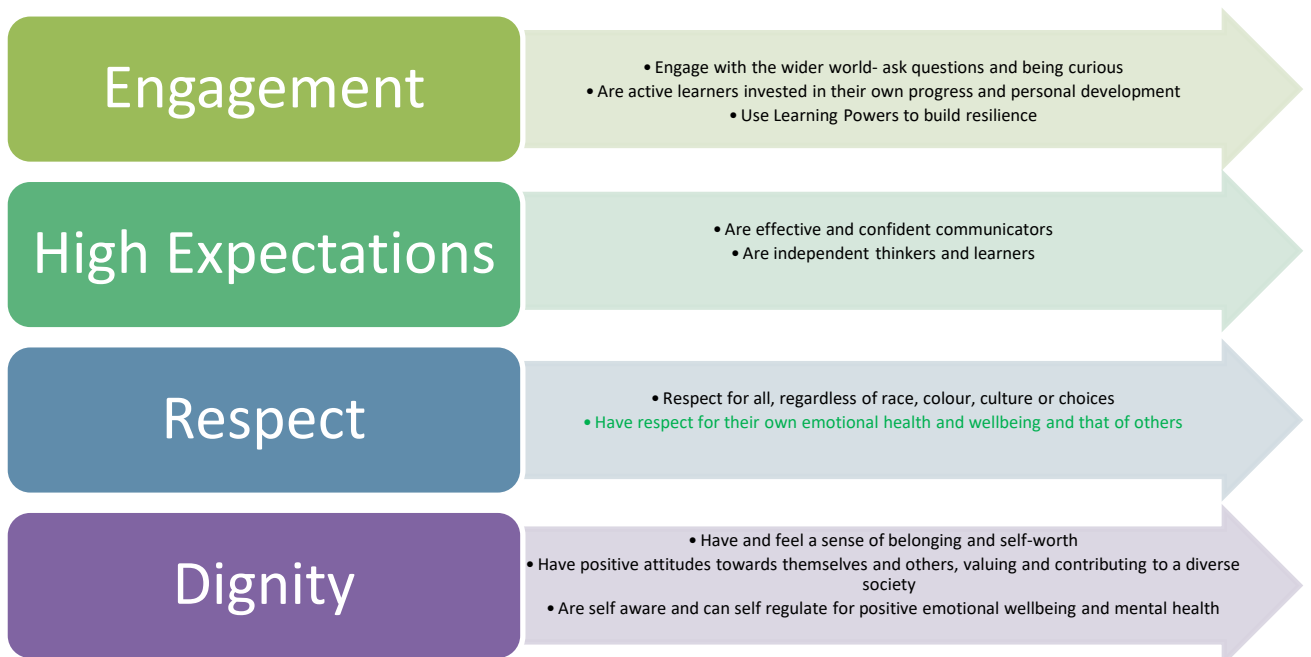 Engagement
• Engage with the wider world- ask questions and being curious
• Are active learners invested in their own progress and personal development
• Use Learning Powers to build resilience
High Expectations
• Are effective and confident communicators
• Are independent thinkers and learners
Respect
• Respect for all, regardless of race, colour, culture or choices
• Have respect for their own emotional health and wellbeing and that of others
Dignity
• Have and feel a sense of belonging and self-worth
• Have positive attitudes towards themselves and others, valuing and contributing to a diverse
society
• Are self aware and can self regulate for positive emotional wellbeing and mental health